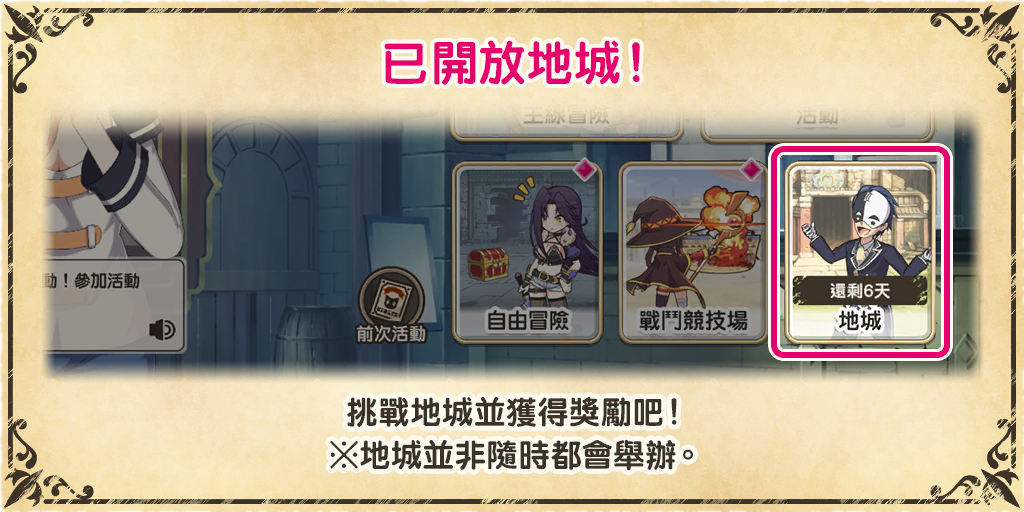 已開放地城!
主線冒險
活動
動!參加活動
前次活動
自由冒險
戰鬥競技場
還剩6天
地城
挑戰地城並獲得獎勵吧!
※地城並非隨時都會舉辦。